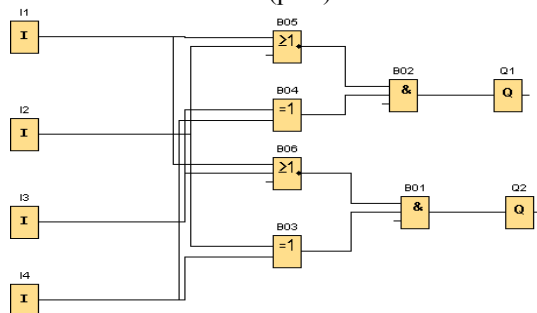 I1
I
B05
≥1
B02
&
Q1
Q
B04
=1
I2
I
B06
≥1
B01
&
Q2
Q
I3
I
B03
=1
I4
I